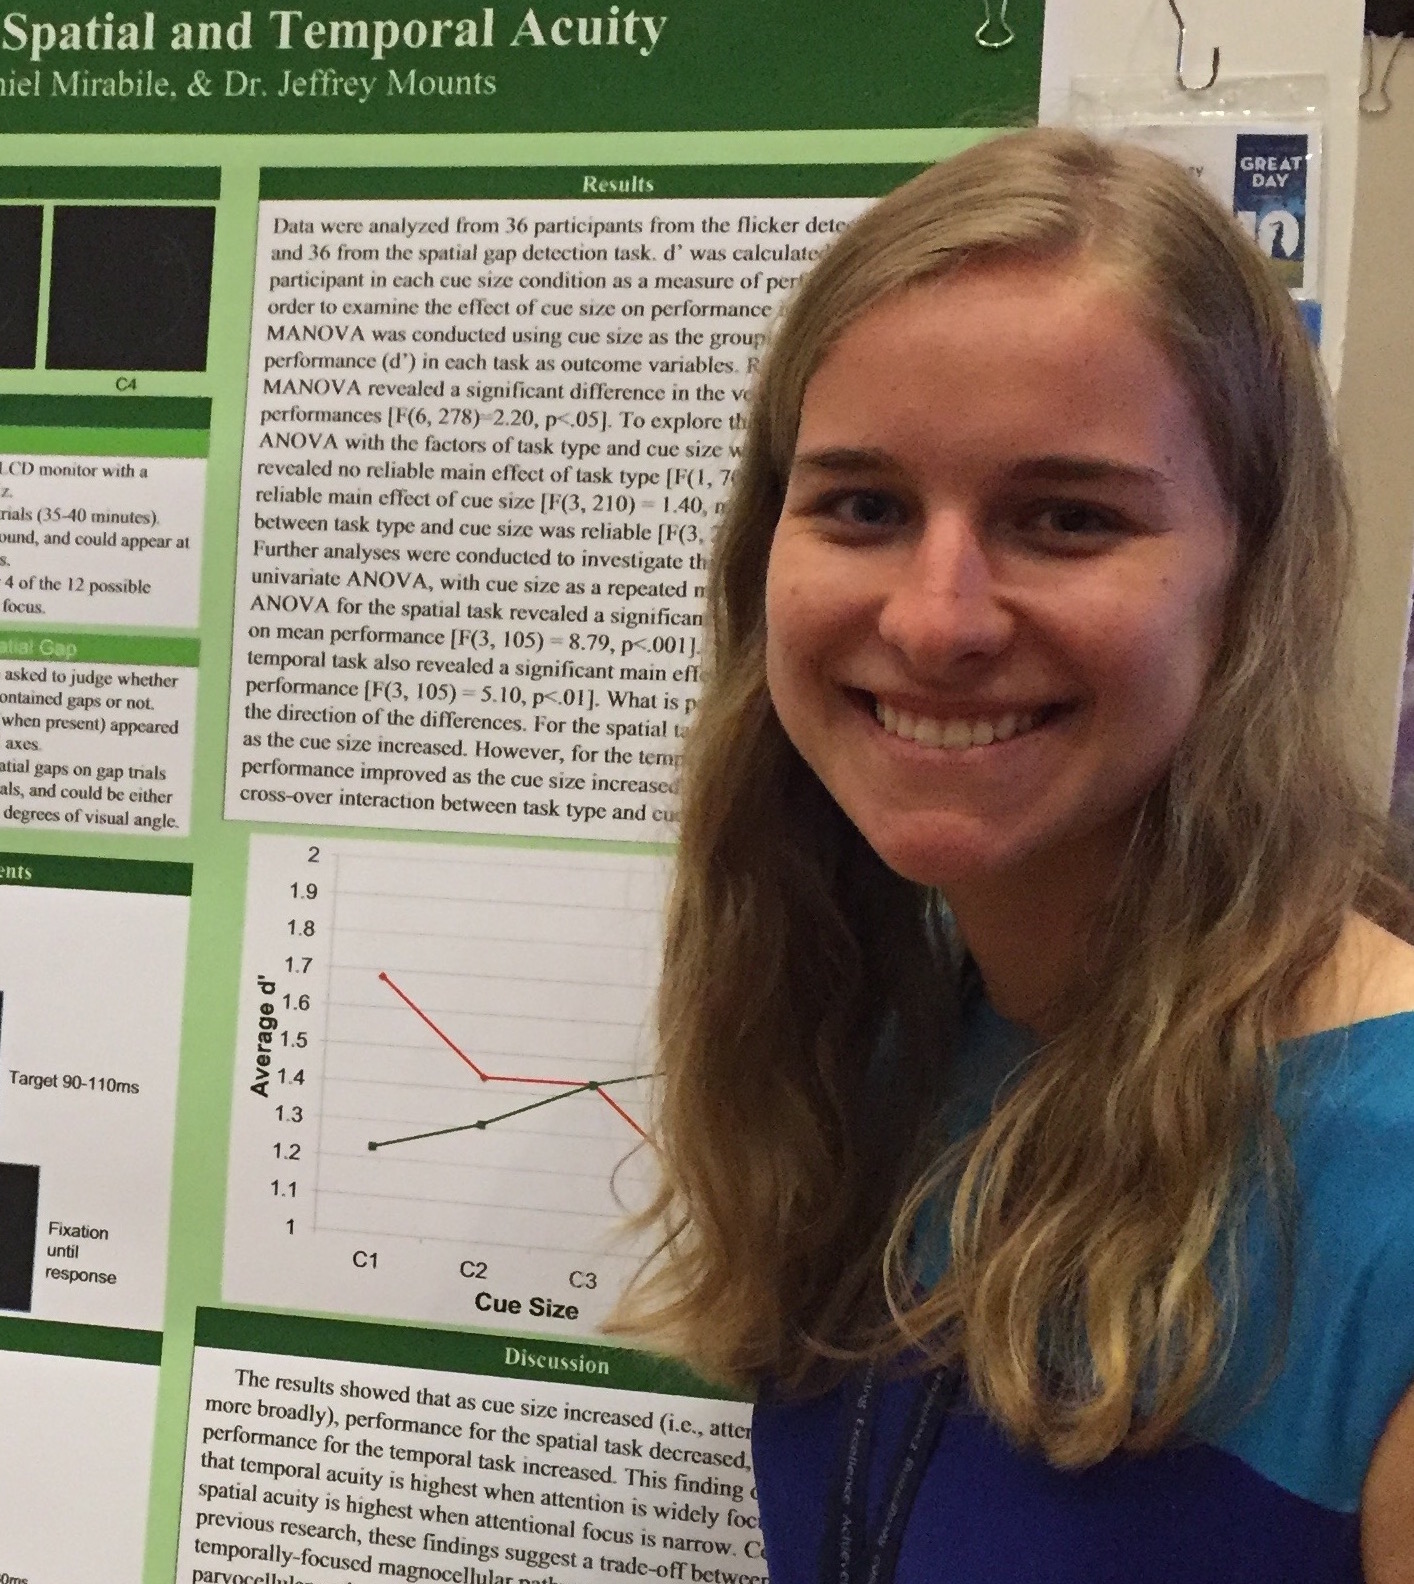 Spatial and Temporal Acuity
Mirabile, & Dr. Jeffrey Mounts
GREAT
DAY
C4
LCD monitor with a
z.
rials (35-40 minutes).
ound, and could appear at
s.
4 of the 12 possible
focus.
atial Gap
asked to judge whether
ontained gaps or not.
when present) appeared
axes.
atial gaps on gap trials
als, and could be either
degrees of visual angle.
ents
Target 90-110ms
Fixation
until
response
0ms
Results
Data were analyzed from 36 participants from the flicker dete
and 36 from the spatial gap detection task. d’ was calculated
participant in each cue size condition as a measure of perf
order to examine the effect of cue size on performance
MANOVA was conducted using cue size as the group
performance (d’) in each task as outcome variables. R
MANOVA revealed a significant difference in the ve
performances [F(6, 278)=2.20, p<.05]. To explore th
ANOVA with the factors of task type and cue size w
revealed no reliable main effect of task type [F(1, 7
reliable main effect of cue size [F(3, 210) = 1.40, n
between task type and cue size was reliable [F(3,
Further analyses were conducted to investigate th
univariate ANOVA, with cue size as a repeated m
ANOVA for the spatial task revealed a significan
on mean performance [F(3, 105) = 8.79, p<.001].
temporal task also revealed a significant main eff
performance [F(3, 105) = 5.10, p<.01]. What is p
the direction of the differences. For the spatial ta
as the cue size increased. However, for the temp
performance improved as the cue size increased
cross-over interaction between task type and cu
2
1.9
1.8
1.7
1.6
1.5
1.4
1.3
1.2
1.1
1
Average d'
C1 C2 C3
Cue Size
Discussion
The results showed that as cue size increased (i.e., atten
more broadly), performance for the spatial task decreased,
performance for the temporal task increased. This finding
that temporal acuity is highest when attention is widely foc
spatial acuity is highest when attentional focus is narrow. C
previous research, these findings suggest a trade-off between
temporally-focused magnocellular path
parvocellular